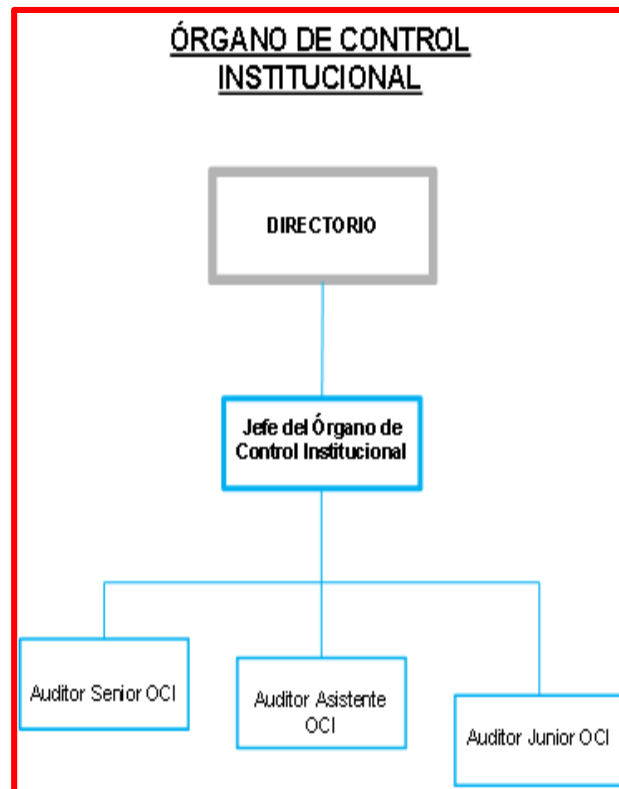 ÓRGANO DE CONTROL
INSTITUCIONAL
DIRECTORIO
Jefe del Órgano de
Control Institucional
Auditor Senior OCI
Auditor Asistente
OCI
Auditor Junior OCI